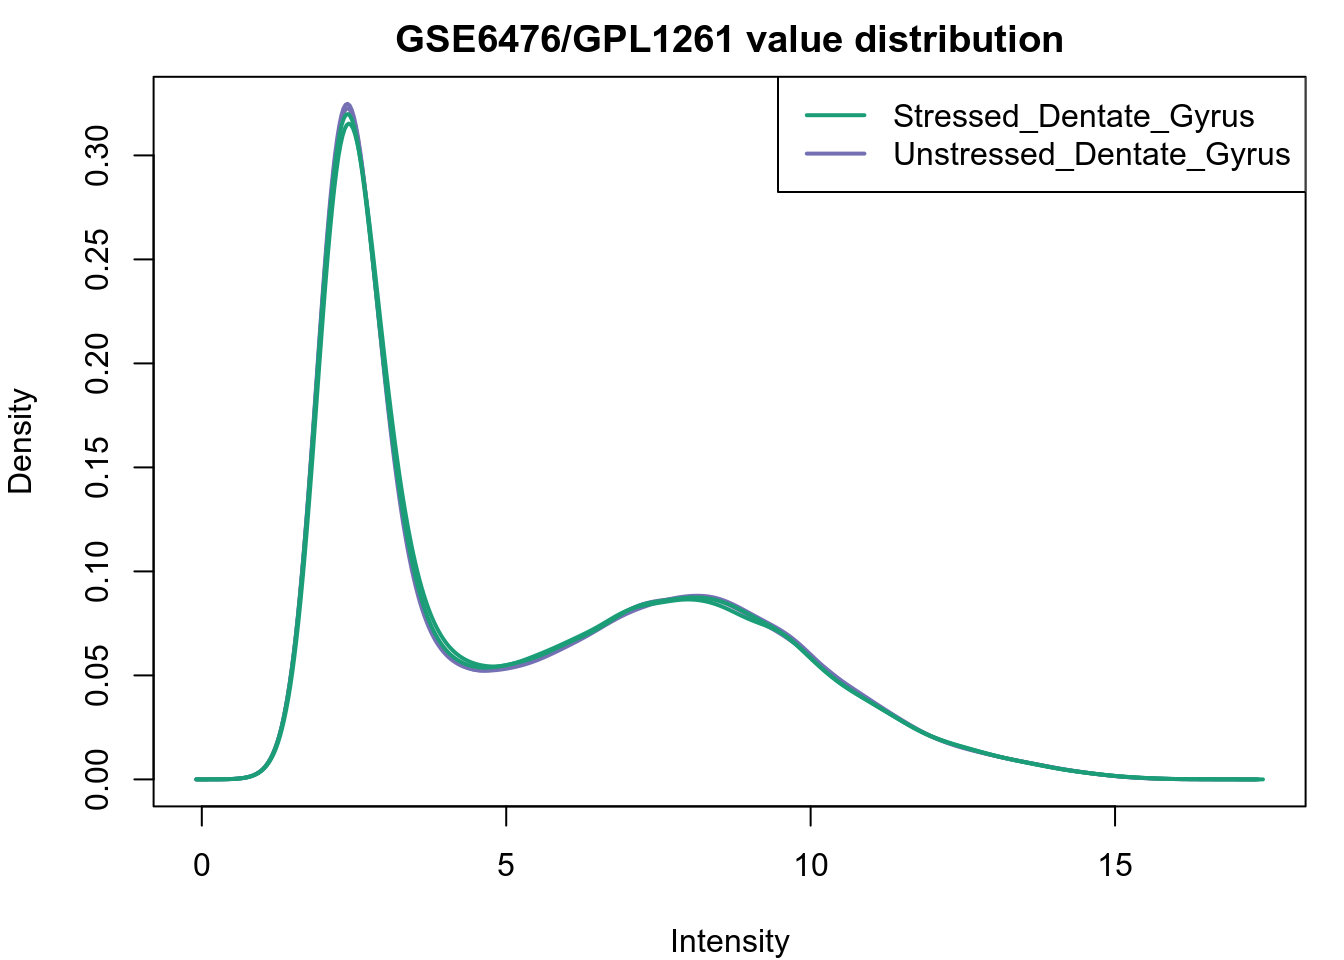 GSE6476/GPL1261 value distribution
Stressed_Dentate_Gyrus
Unstressed_Dentate_Gyrus
Density
0.30
0.25
0.20
0.15
0.10
0.05
0.00
0 5 10 15
Intensity